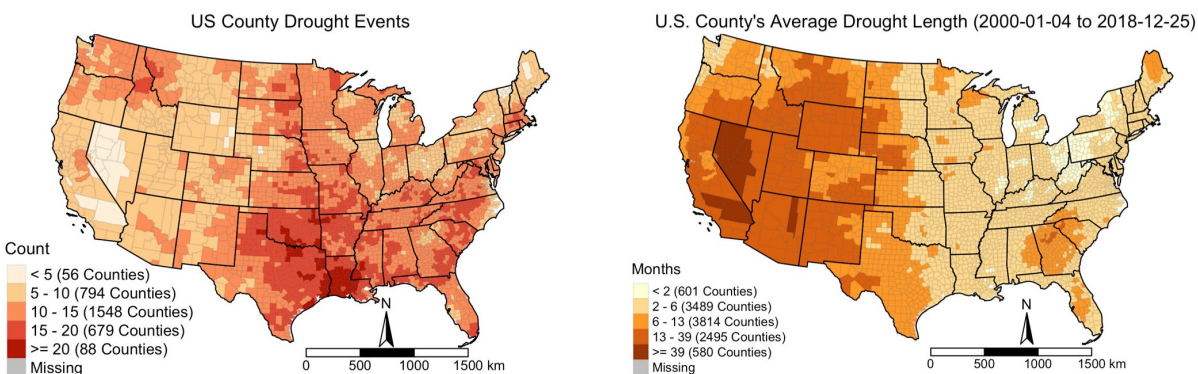 US County Drought Events
Count
< 5 (56 Counties)
5 - 10 (794 Counties)
10 - 15 (1548 Counties)
15 - 20 (679 Counties)
>= 20 (88 Counties)
Missing
N
0 500 1000 1500 km
U.S. County's Average Drought Length (2000-01-04 to 2018-12-25)
Months
< 2 (601 Counties)
2 - 6 (3489 Counties)
6 - 13 (3814 Counties)
13 - 39 (2495 Counties)
>= 39 (580 Counties)
Missing
N
0 500 1000 1500 km